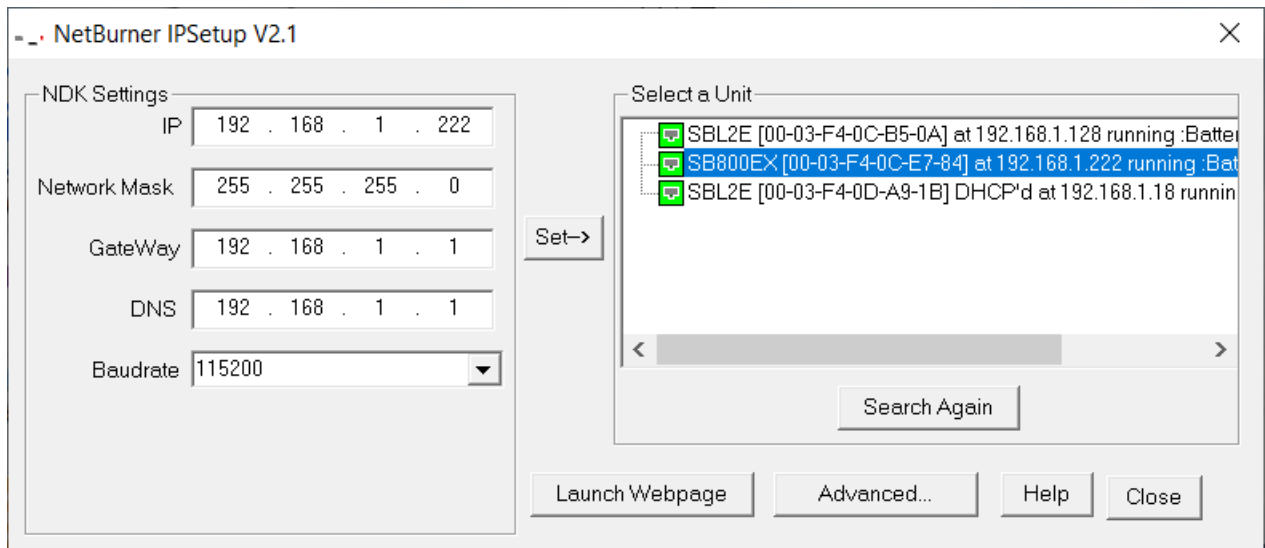 NetBurner IPSetup V2.1
NDK Settings
IP 192 . 168 . 1 . 222
Network Mask 255 . 255 . 255 . 0
GateWay 192 . 168 . 1 . 1
DNS 192 . 168 . 1 . 1
Baudrate 115200
Set-->
Select a Unit
SBL2E [00-03-F4-0C-B5-0A] at 192.168.1.128 running :Batter
SB800EX [00-03-F4-0C-E7-84] at 192.168.1.222 running :Bat
SBL2E [00-03-F4-0D-A9-1B] DHCP'd at 192.168.1.18 runnin
Search Again
Launch Webpage
Advanced...
Help
Close